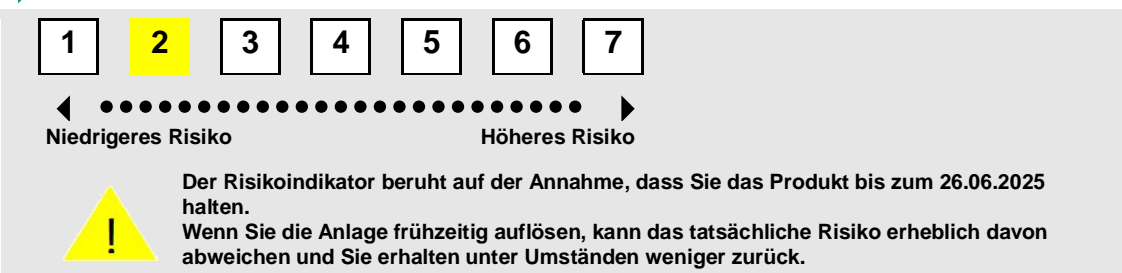 1 2 3 4 5 6 7
Niedrigeres Risiko Höheres Risiko
Der Risikoindikator beruht auf der Annahme, dass Sie das Produkt bis zum 26.06.2025
halten.
Wenn Sie die Anlage frühzeitig auflösen, kann das tatsächliche Risiko erheblich davon
abweichen und Sie erhalten unter Umständen weniger zurück.
!